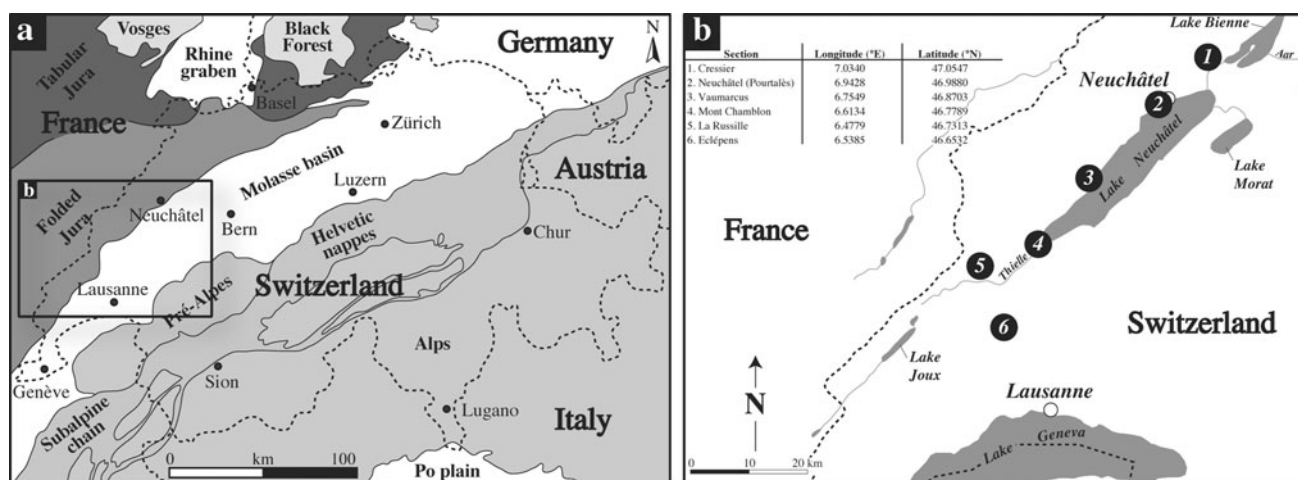 a
Vosges
Black
Forest
Rhine
graben
Germany
N
Tabular
Jura
Basel
France
Zürich
Austria
Molasse basin
b
Luzern
Folded
Jura
Neuchâtel
Bern
Helvetic
nappes
Chur
Lausanne
Pré-Alpes
Switzerland
Alps
Genève
Sion
Lugano
Italy
Subalpine
chain
0 km 100
Po plain
b
Lake Bienne
Section Longitude (°E) Latitude (°N)
1. Cressier 7.0340 47.0547
2. Neuchâtel (Pourtalès) 6.9428 46.9880
3. Vaumarcus 6.7549 46.8703
4. Mont Chamblon 6.6134 46.7789
5. La Russille 6.4779 46.7313
6. Eclépens 6.5385 46.6532
1
Aar
Neuchâtel
2
Lake Neuchâtel
Lake
Morat
3
France
4
5
Thielle
6
Switzerland
Lake
Joux
N
Lausanne
Lake Geneva
0 10 20 km